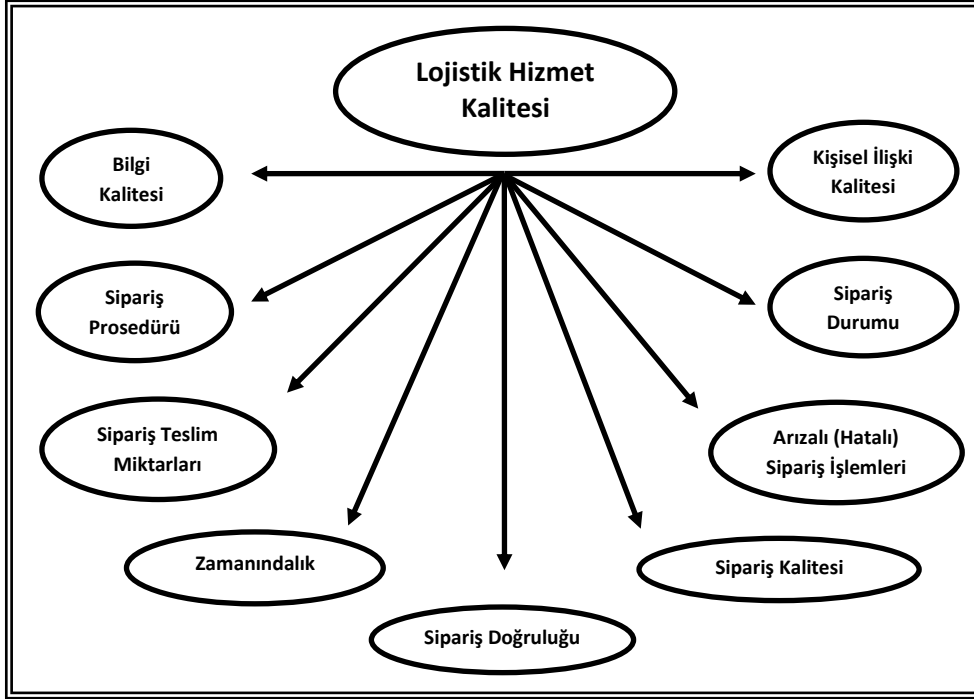 Lojistik Hizmet
Kalitesi
Bilgi
Kalitesi
Kişisel İlişki
Kalitesi
Sipariş
Prosedürü
Sipariş
Durumu
Sipariş Teslim
Miktarları
Arızalı (Hatalı)
Sipariş İşlemleri
Zamanındalık
Sipariş Kalitesi
Sipariş Doğruluğu